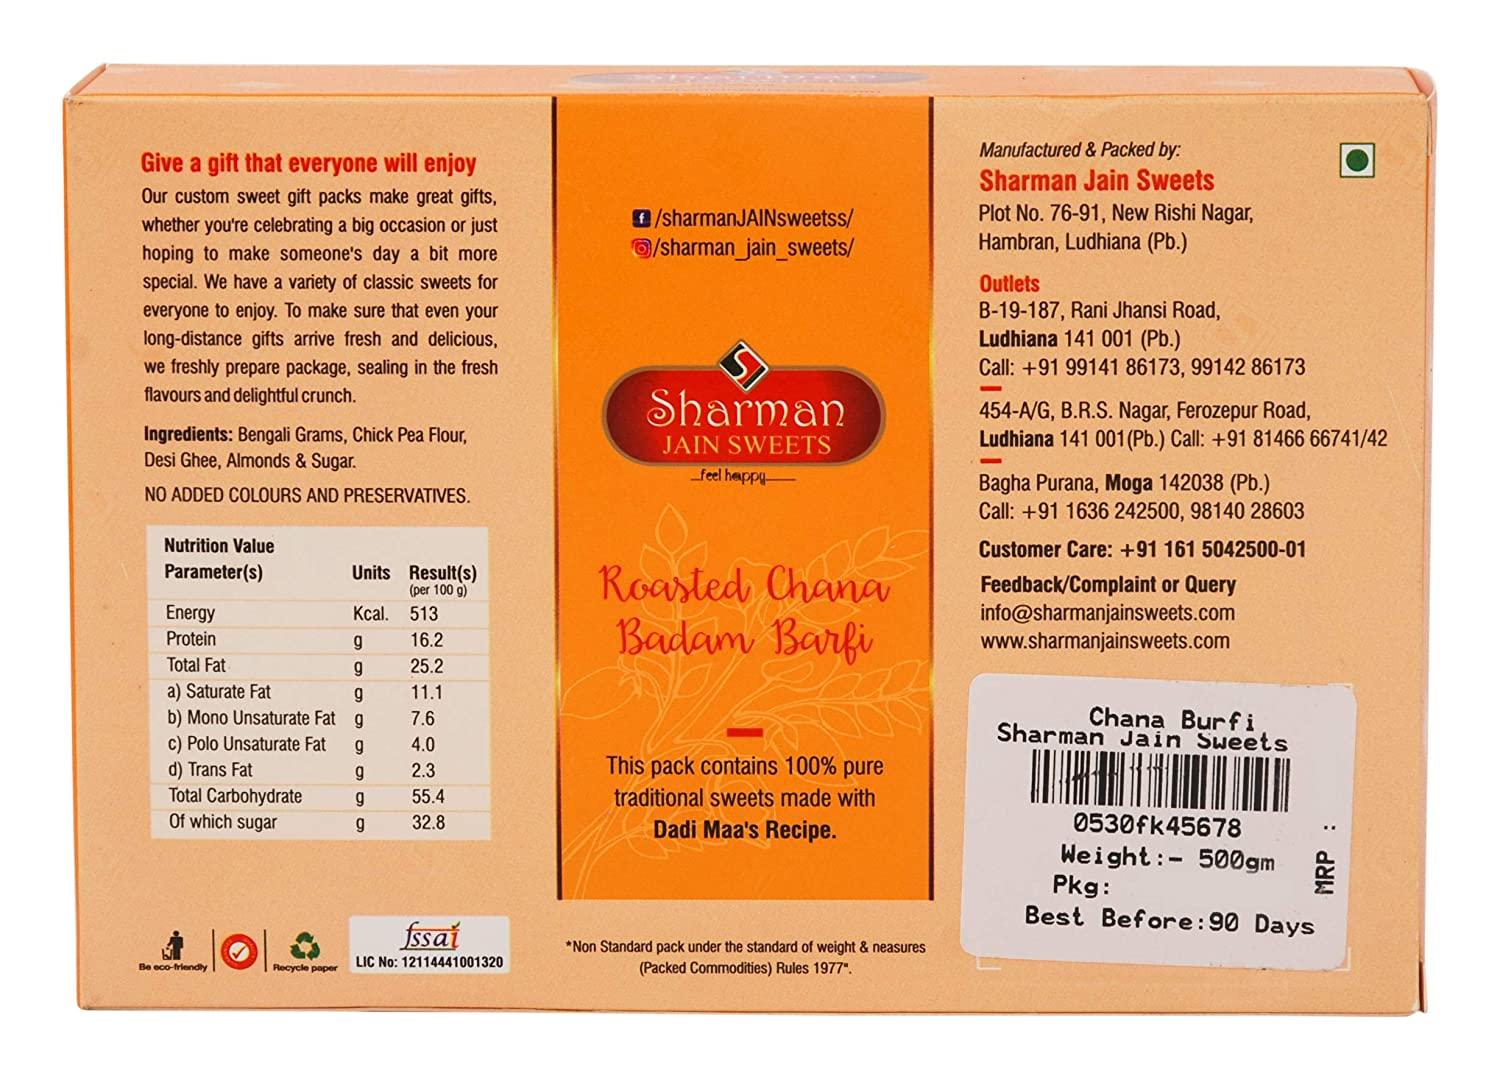 Give a gift that everyone will enjoy
Our custom sweet gift packs make great gifts,
whether you're celebrating a big occasion or just
hoping to make someone's day a bit more
special. We have a variety of classic sweets for
everyone to enjoy. To make sure that even your
long-distance gifts arrive fresh and delicious,
we freshly prepare package, sealing in the fresh
flavours and delightful crunch.
Ingredients: Bengali Grams, Chick Pea Flour,
Desi Ghee, Almonds & Sugar.
NO ADDED COLOURS AND PRESERVATIVES.
Nutrition Value
Parameter(s) Units Result(s)
(per 100 g)
Energy Kcal. 513
Protein g 16.2
Total Fat g 25.2
a) Saturate Fat g 11.1
b) Mono Unsaturate Fat g 7.6
c) Polo Unsaturate Fat g 4.0
d) Trans Fat g 2.3
Total Carbohydrate g 55.4
Of which sugar g 32.8
Be eco-friendly
Recycle paper
fssai
LIC No: 12114441001320
/sharmanJAINsweetss/
/sharman_jain_sweets/
Sharman
JAIN SWEETS
feel happy
Roasted Chana
Badam Barfi
This pack contains 100% pure
traditional sweets made with
Dadi Maa's Recipe.
*Non Standard pack under the standard of weight & neasures
(Packed Commodities) Rules 1977".
Manufactured & Packed by:
Sharman Jain Sweets
Plot No. 76-91, New Rishi Nagar,
Hambran, Ludhiana (Pb.)
Outlets
B-19-187, Rani Jhansi Road,
Ludhiana 141 001 (Pb.)
Call: +91 99141 86173, 99142 86173
454-A/G, B.R.S. Nagar, Ferozepur Road,
Ludhiana 141 001(Pb.) Call: +91 81466 66741/42
Bagha Purana, Moga 142038 (Pb.)
Call: +91 1636 242500, 98140 28603
Customer Care: +91 161 5042500-01
Feedback/Complaint or Query
info@sharmanjainsweets.com
www.sharmanjainsweets.com
Chana Burfi
Sharman Jain Sweets
0530fk45678
Weight:- 500gm
Pkg:
Best Before:90 Days
MRP :